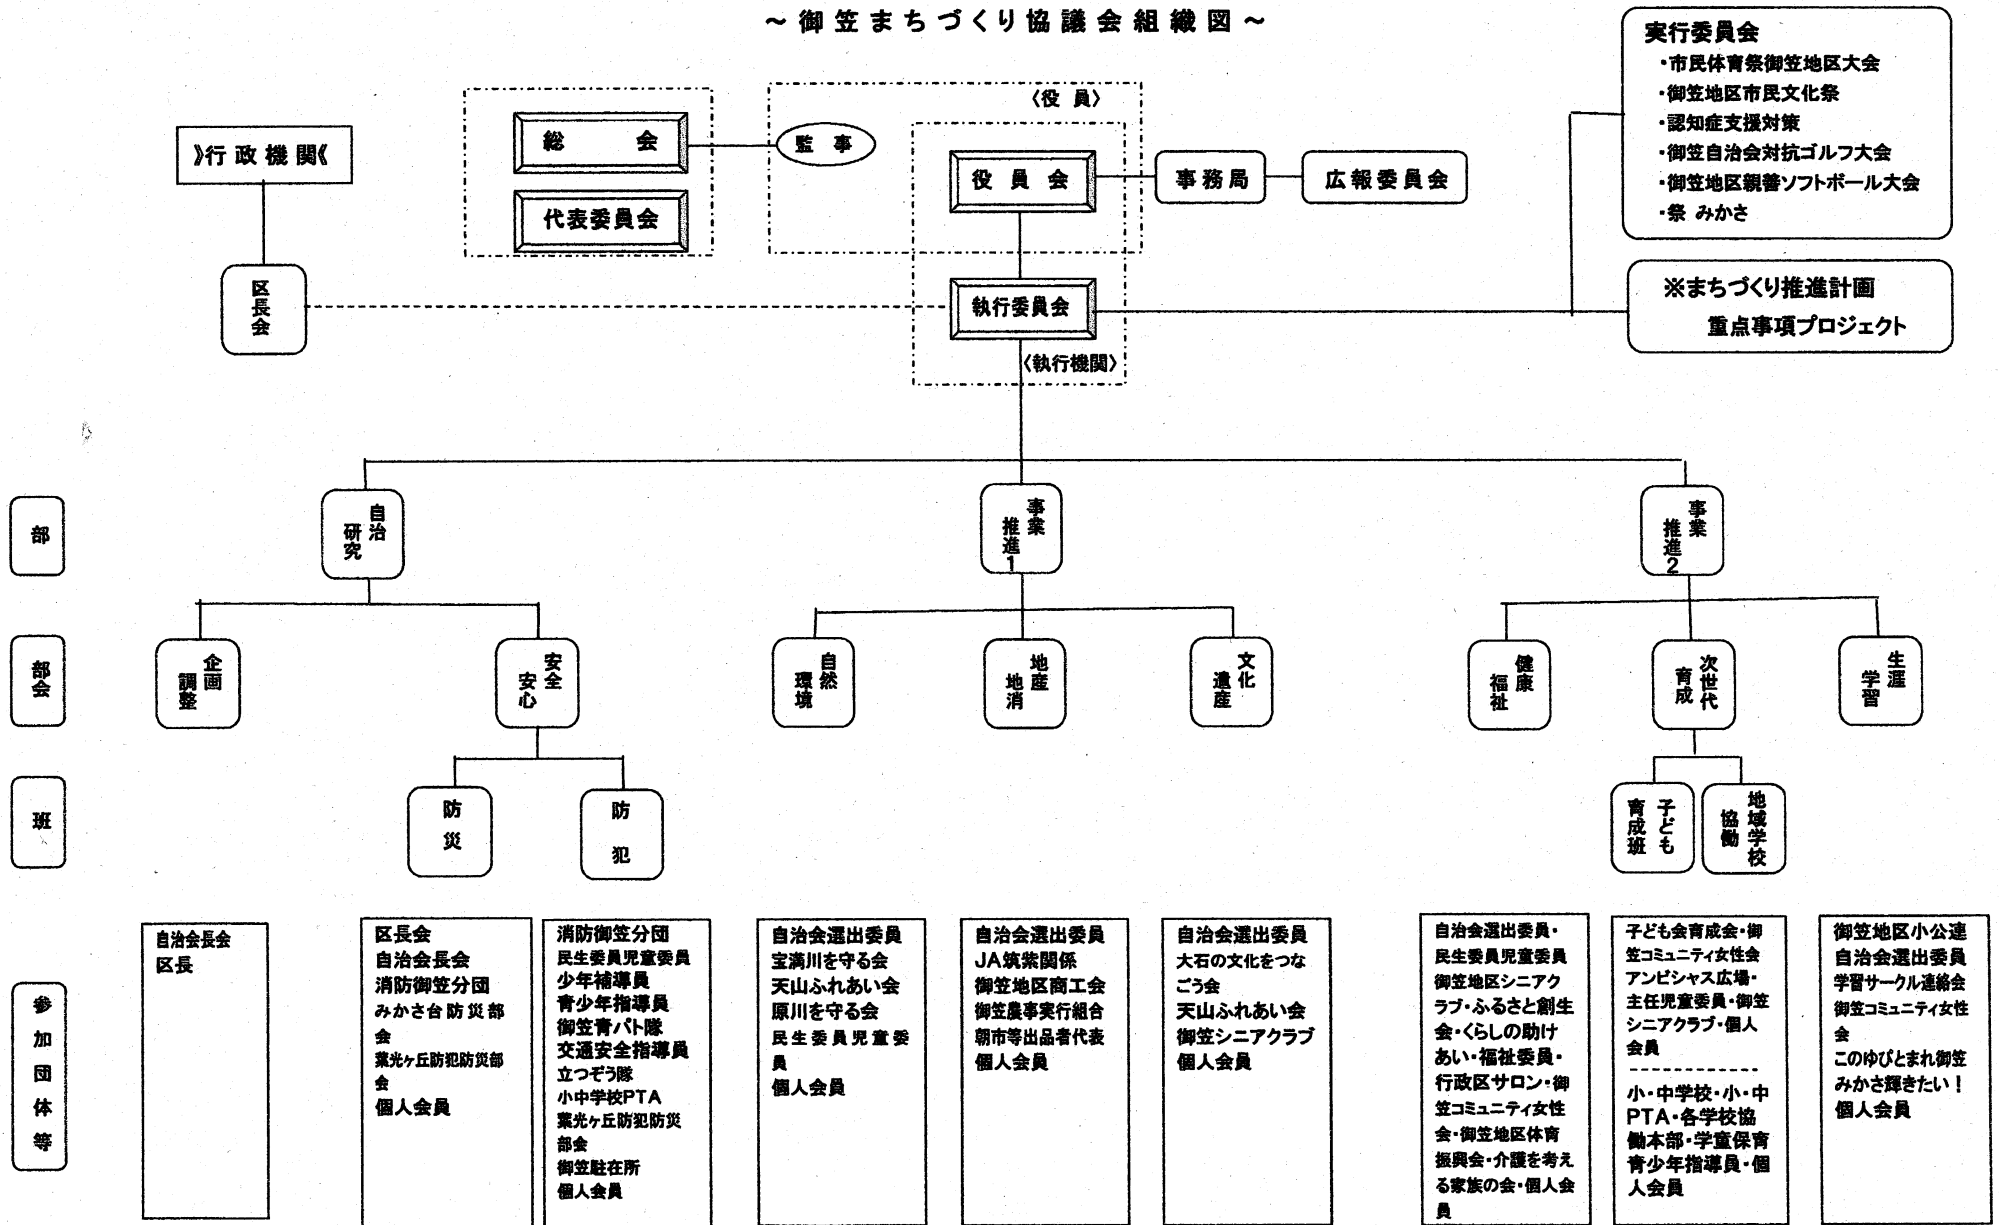 ～御笠まちづくり協議会組織図～
実行委員会
・市民体育祭御笠地区大会
・御笠地区市民文化祭
・認知症支援対策
・御笠自治会対抗ゴルフ大会
・御笠地区親善ソフトボール大会
・祭 みかさ
※まちづくり推進計画
重点事項プロジェクト
》行政機関《
区長会
総 会
代表委員会
監 事
〈役 員〉
役 員 会
事務局
広報委員会
執行委員会
〈執行機関〉
部
自治
研究
事業
推進1
事業
推進2
部会
企画
調整
安全
安心
自然
環境
地産
地消
文化
遺産
健康
福祉
次世代
育成
生涯
学習
班
防災
防犯
子ども
育成班
地域学校
協働
参加団体等
自治会長会
区長
区長会
自治会長会
消防御笠分団
みかさ台防災部
会
葉光ヶ丘防犯防災部
会
個人会員
消防御笠分団
民生委員児童委員
少年補導員
青少年指導員
御笠青パト隊
交通安全指導員
立つぞう隊
小中学校PTA
葉光ヶ丘防犯防災
部会
御笠駐在所
個人会員
自治会選出委員
宝満川を守る会
天山ふれあい会
原川を守る会
民生委員児童委
員
個人会員
自治会選出委員
JA筑紫関係
御笠地区商工会
御笠農事実行組合
朝市等出品者代表
個人会員
自治会選出委員
大石の文化をつな
ごう会
天山ふれあい会
御笠シニアクラブ
個人会員
自治会選出委員・
民生委員児童委員
御笠地区シニアク
ラブ・ふるさと創生
会・くらしの助け
あい・福祉委員・
行政区サロン・御
笠コミュニティ女性
会・御笠地区体育
振興会・介護を考え
る家族の会・個人会
員
子ども会育成会・御
笠コミュニティ女性会
アンビシャス広場・
主任児童委員・御笠
シニアクラブ・個人
会員
小・中学校・小・中
PTA・各学校協
働本部・学童保育
青少年指導員・個
人会員
御笠地区小公連
自治会選出委員
学習サークル連絡会
御笠コミュニティ女性
会
このゆびとまれ御笠
みかさ輝きたい！
個人会員